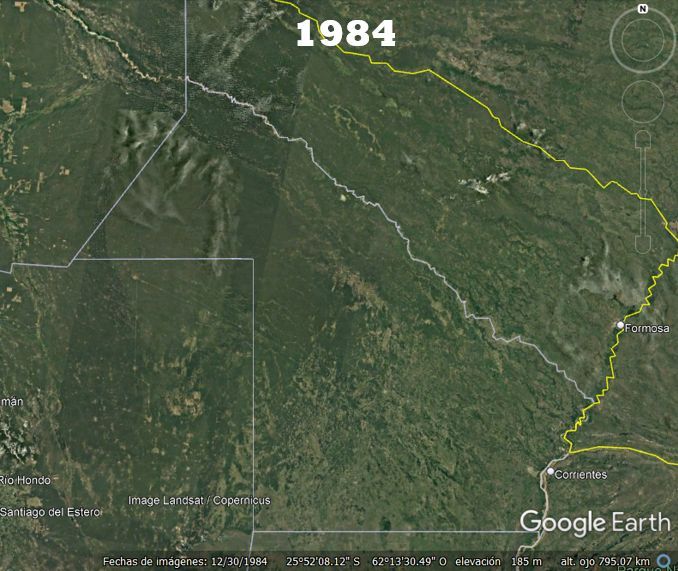 1984
N
Formosa
mán
Río Hondo
Corrientes
Image Landsat / Copernicus
Santiago del Estero
Google Earth
Fechas de imágenes: 12/30/1984 25°52'08.12" S 62°13'30.49" O elevación 185 m alt. ojo 795.07 km